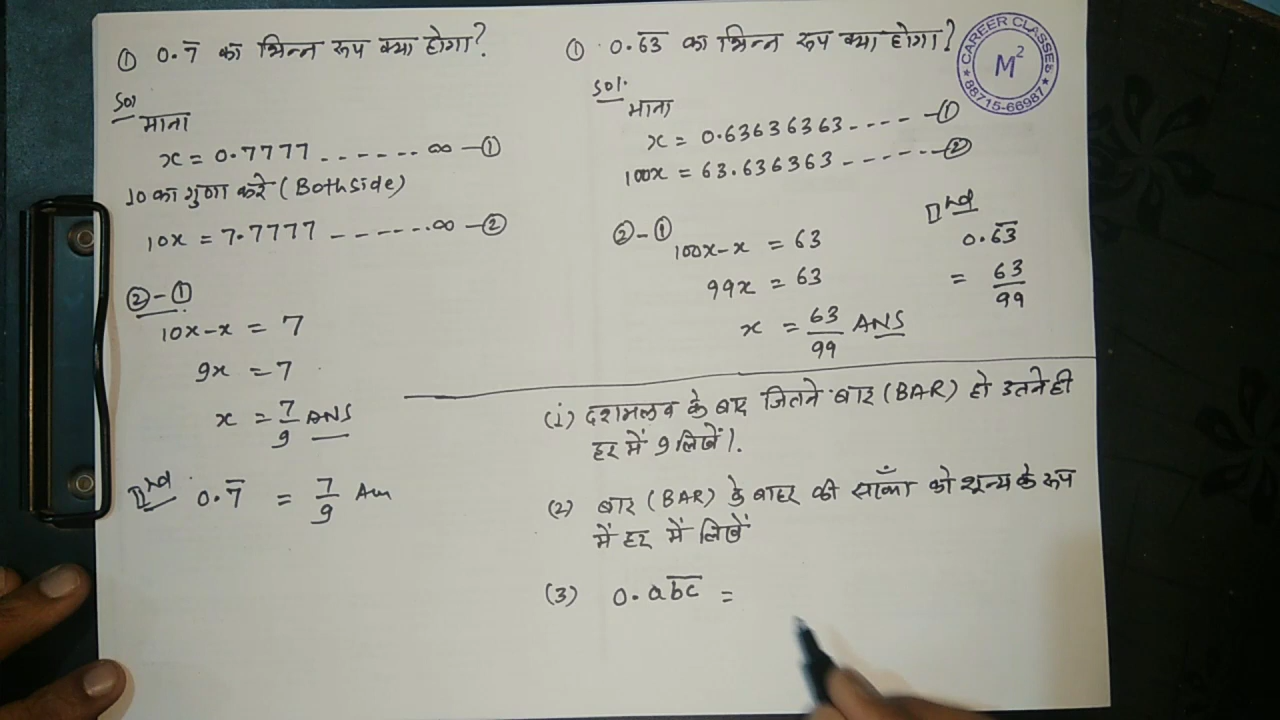 ① 0.7̅ का भिन्न रूप क्या होगा?
Sol
माना
x = 0.7777 ------- ∞ —①
10 का गुणा करे (Bothside)
10x = 7.7777 ------- ∞ —②
②-①
10x-x = 7
9x = 7
x = 7/9 ANS
IInd 0.7̅ = 7/9 Ans
① 0.6̅3̅ का भिन्न रूप क्या होगा?
Sol.
माना
x = 0.63636363---- —①
100x = 63.636363------ —②
②-①
100x-x = 63
99x = 63
x = 63/99 ANS
IInd
0.6̅3̅
= 63/99
(i) दशमलव के बाद जितने बार (BAR) हो उतने ही
हर में 9 लिखें।
(2) बार (BAR) के बाहर की को शून्य के रूप
में हर में लिखें
(3) 0.ab̅c̅ =
CAREER CLASSES
M²
★ 88715-66987 ★